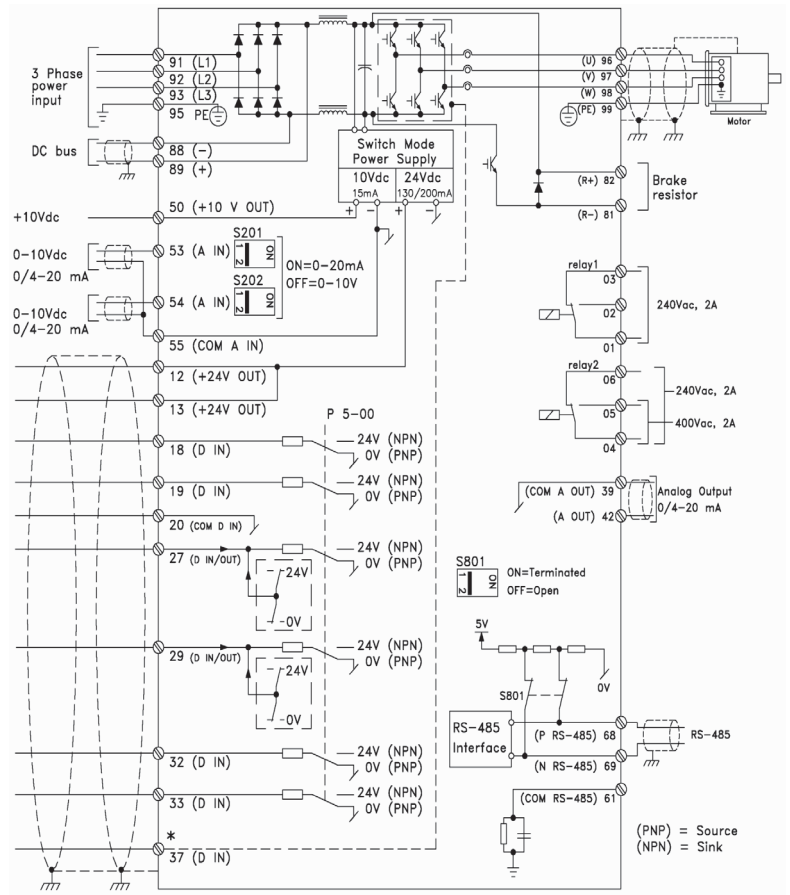 3 Phase
power
input
91 (L1)
92 (L2)
93 (L3)
95 PE
DC bus
88 (-)
89 (+)
+10Vdc
50 (+10 V OUT)
0-10Vdc
0/4-20 mA
53 (A IN)
S201
1 2
ON
ON=0-20mA
OFF=0-10V
0-10Vdc
0/4-20 mA
54 (A IN)
S202
1 2
ON
55 (COM A IN)
12 (+24V OUT)
13 (+24V OUT)
P 5-00
18 (D IN)
24V (NPN)
0V (PNP)
19 (D IN)
24V (NPN)
0V (PNP)
20 (COM D IN)
27 (D IN/OUT)
24V (NPN)
0V (PNP)
24V
0V
29 (D IN/OUT)
24V (NPN)
0V (PNP)
24V
0V
32 (D IN)
24V (NPN)
0V (PNP)
33 (D IN)
24V (NPN)
0V (PNP)
*
37 (D IN)
Switch Mode
Power Supply
10Vdc
15mA
24Vdc
130/200mA
+ - + -
(U) 96
(V) 97
(W) 98
(PE) 99
Motor
(R+) 82
(R-) 81
Brake
resistor
relay1
03
02
01
240Vac, 2A
relay2
06
05
04
240Vac, 2A
400Vac, 2A
(COM A OUT) 39
(A OUT) 42
Analog Output
0/4-20 mA
S801
1 2
ON
ON=Terminated
OFF=Open
5V
0V
S801
RS-485
Interface
(P RS-485) 68
(N RS-485) 69
RS-485
(COM RS-485) 61
(PNP) = Source
(NPN) = Sink